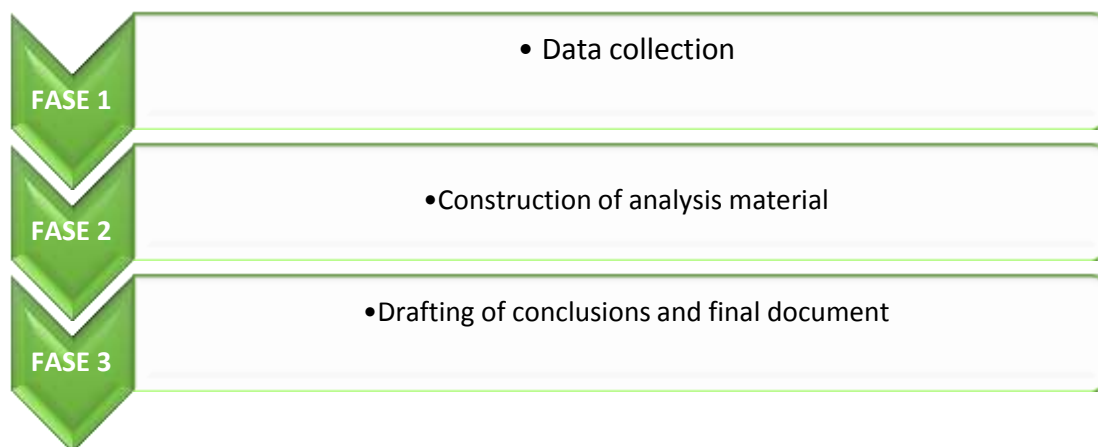 • Data collection
FASE 1
•Construction of analysis material
FASE 2
•Drafting of conclusions and final document
FASE 3